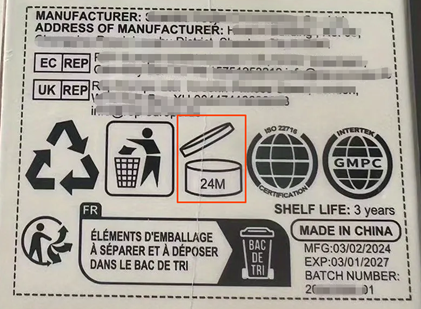 MANUFACTURER:
ADDRESS OF MANUFACTURER:
EC REP
UK REP
24M
ISO 22716
CERTIFICATION
INTERTEK
GMPC
SHELF LIFE: 3 years
FR
ÉLÉMENTS D'EMBALLAGE
À SÉPARER ET À DÉPOSER
DANS LE BAC DE TRI
BAC
DE
TRI
MADE IN CHINA
MFG:03/02/2024
EXP:03/01/2027
BATCH NUMBER: